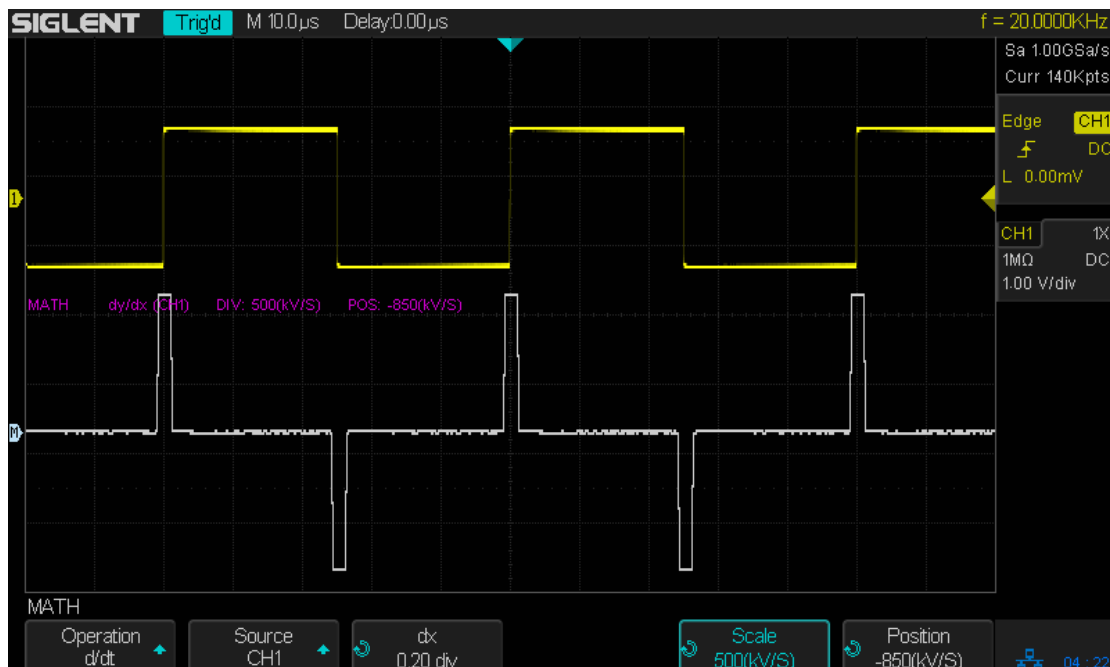 SIGLENT Trig'd M 10.0µs Delay:0.00µs f = 20.0000KHz
Sa 1.00GSa/s
Curr 140Kpts
Edge CH1
DC
L 0.00mV
1
CH1 1X
1MΩ DC
1.00 V/div
MATH dy/dx (CH1) DIV: 500(kV/S) POS: -850(kV/S)
M
MATH
Operation
d/dt
Source
CH1
dx
0.20 div
Scale
500(kV/S)
Position
-850(kV/S)